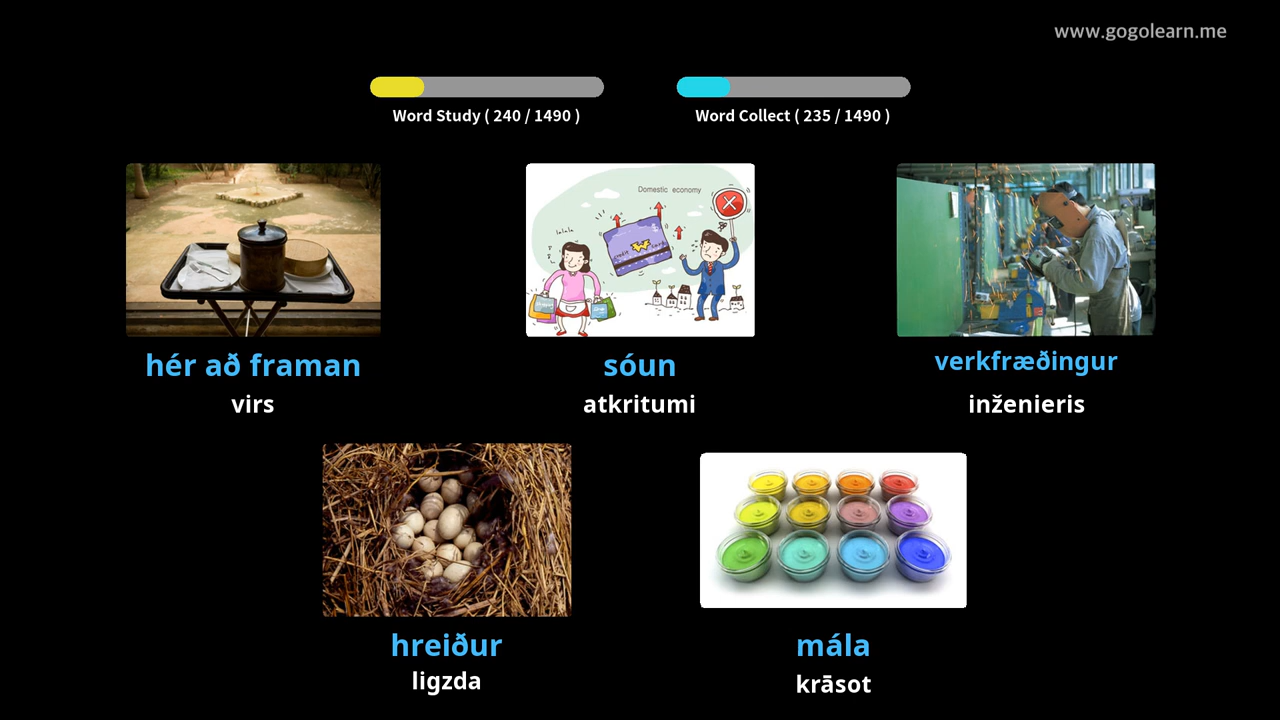 www.gogolearn.me
Word Study ( 240 / 1490 )
Word Collect ( 235 / 1490 )
Domestic economy
lalala
hér að framan
sóun
verkfræðingur
virs
atkritumi
inženieris
hreiður
mála
ligzda
krāsot